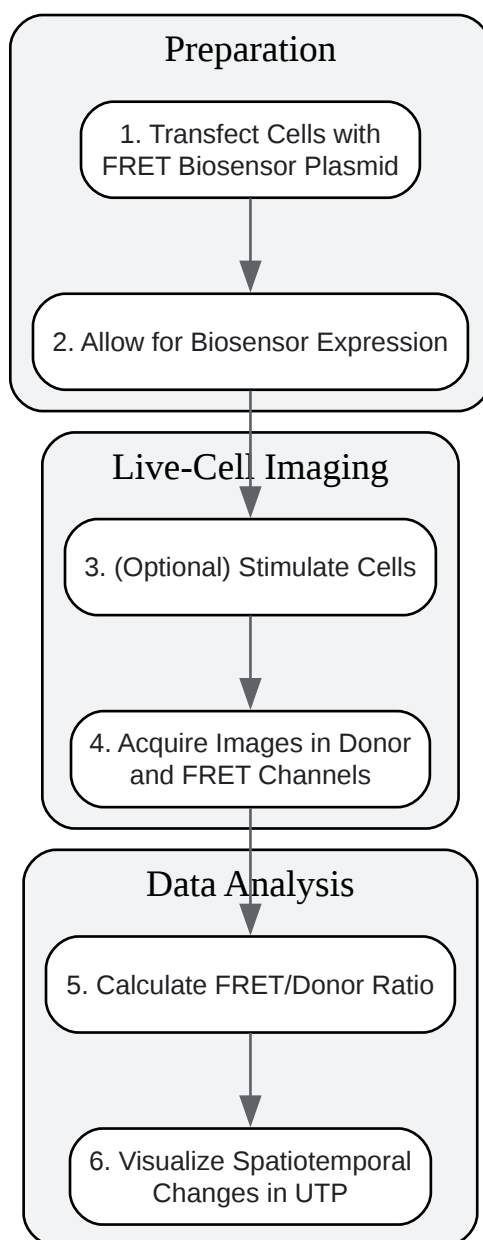 Preparation
1. Transfect Cells with
FRET Biosensor Plasmid
2. Allow for Biosensor Expression
Live-Cell Imaging
3. (Optional) Stimulate Cells
4. Acquire Images in Donor
and FRET Channels
Data Analysis
5. Calculate FRET/Donor Ratio
6. Visualize Spatiotemporal
Changes in UTP